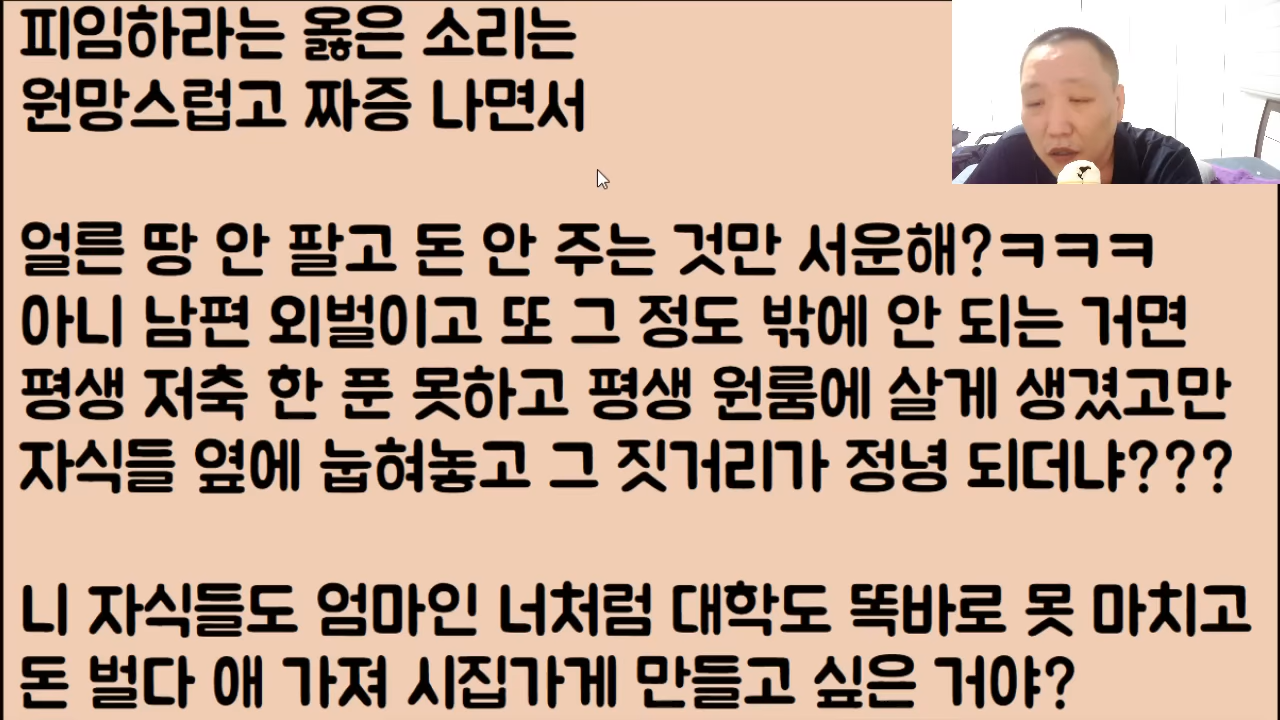 피임하라는 옳은 소리는
원망스럽고 짜증 나면서
얼른 땅 안 팔고 돈 안 주는 것만 서운해?ㅋㅋㅋ
아니 남편 외벌이고 또 그 정도 밖에 안 되는 거면
평생 저축 한 푼 못하고 평생 원룸에 살게 생겼고만
자식들 옆에 눕혀놓고 그 짓거리가 정녕 되더냐???
니 자식들도 엄마인 너처럼 대학도 똑바로 못 마치고
돈 벌다 애 가져 시집가게 만들고 싶은 거야?